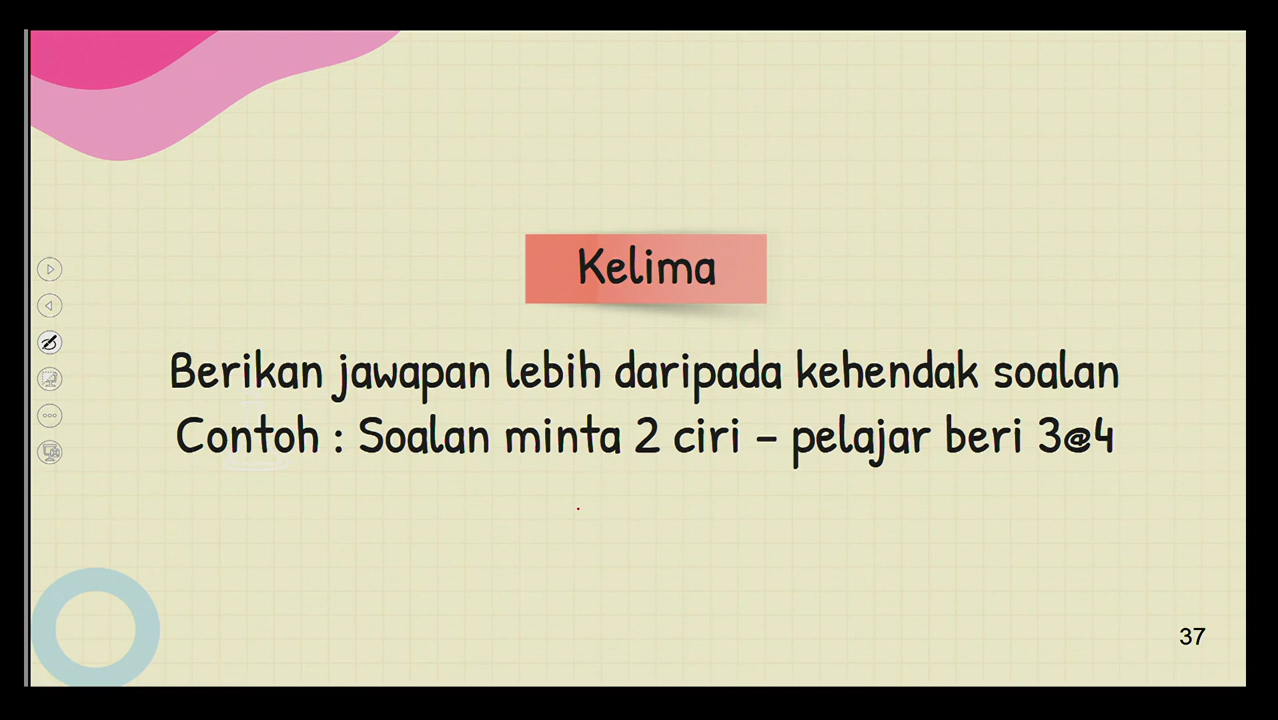 Kelima
Berikan jawapan lebih daripada kehendak soalan
Contoh : Soalan minta 2 ciri – pelajar beri 3@4
37